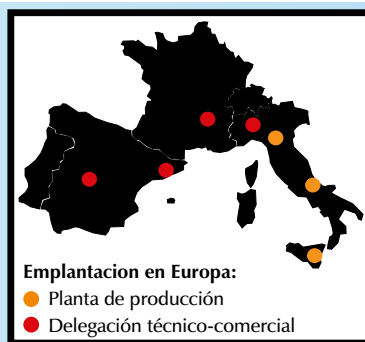 Emplantacion en Europa:
Planta de producción
Delegación técnico-comercial